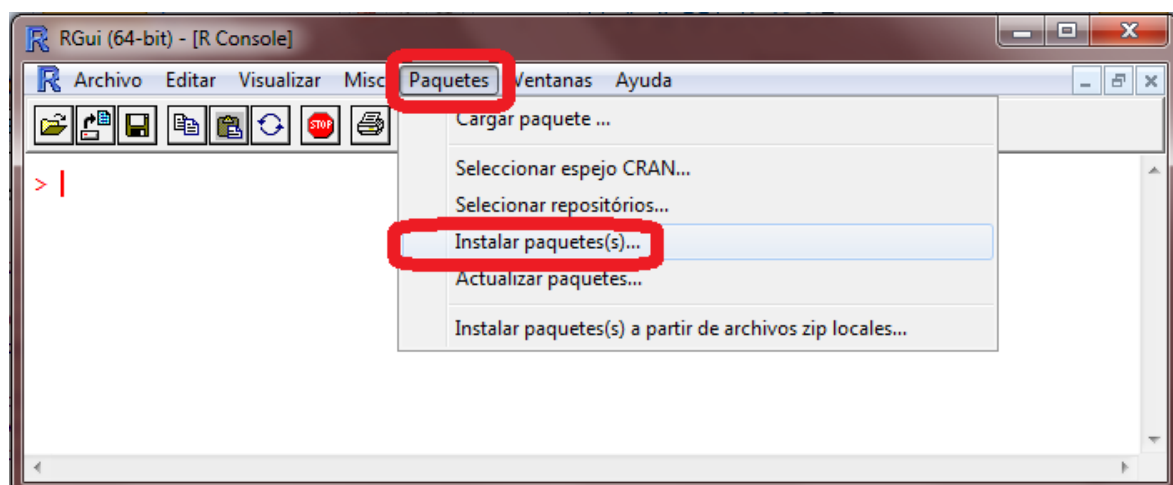 RGui (64-bit) - [R Console]
Archivo Editar Visualizar Misc Paquetes Ventanas Ayuda
STOP
Cargar paquete ...
Seleccionar espejo CRAN...
Selecionar repositórios...
Instalar paquetes(s)...
Actualizar paquetes...
Instalar paquetes(s) a partir de archivos zip locales...
>